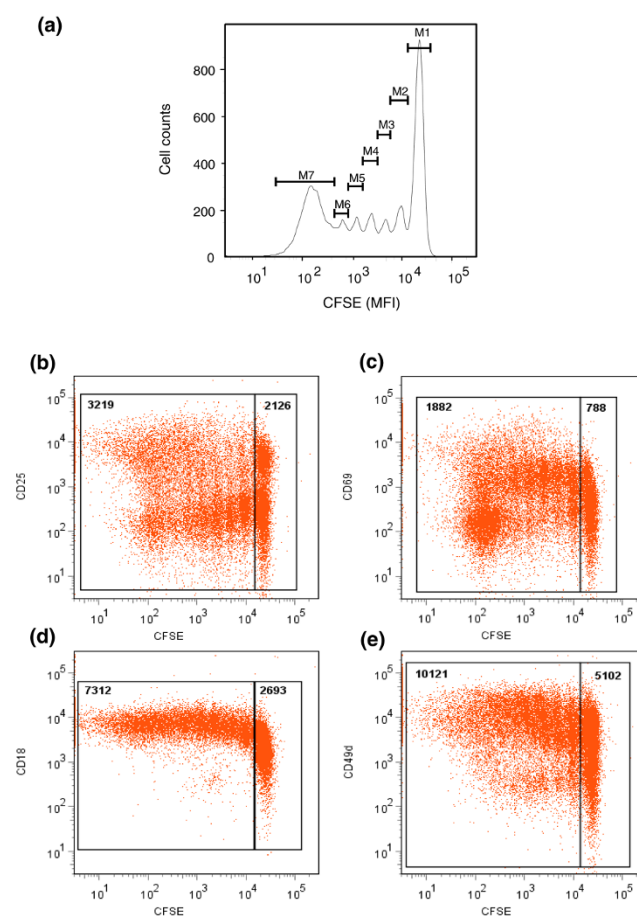 (a)
M1
M2
M3
M4
M5
M6
M7
800
600
400
200
0
Cell counts
10^1 10^2 10^3 10^4 10^5
CFSE (MFI)
(b)
3219 2126
10^5
10^4
10^3
10^2
10^1
CD25
10^1 10^2 10^3 10^4 10^5
CFSE
(c)
1882 788
10^5
10^4
10^3
10^2
10^1
CD69
10^1 10^2 10^3 10^4 10^5
CFSE
(d)
7312 2693
10^5
10^4
10^3
10^2
10^1
CD18
10^1 10^2 10^3 10^4 10^5
CFSE
(e)
10121 5102
10^5
10^4
10^3
10^2
10^1
CD49d
10^1 10^2 10^3 10^4 10^5
CFSE